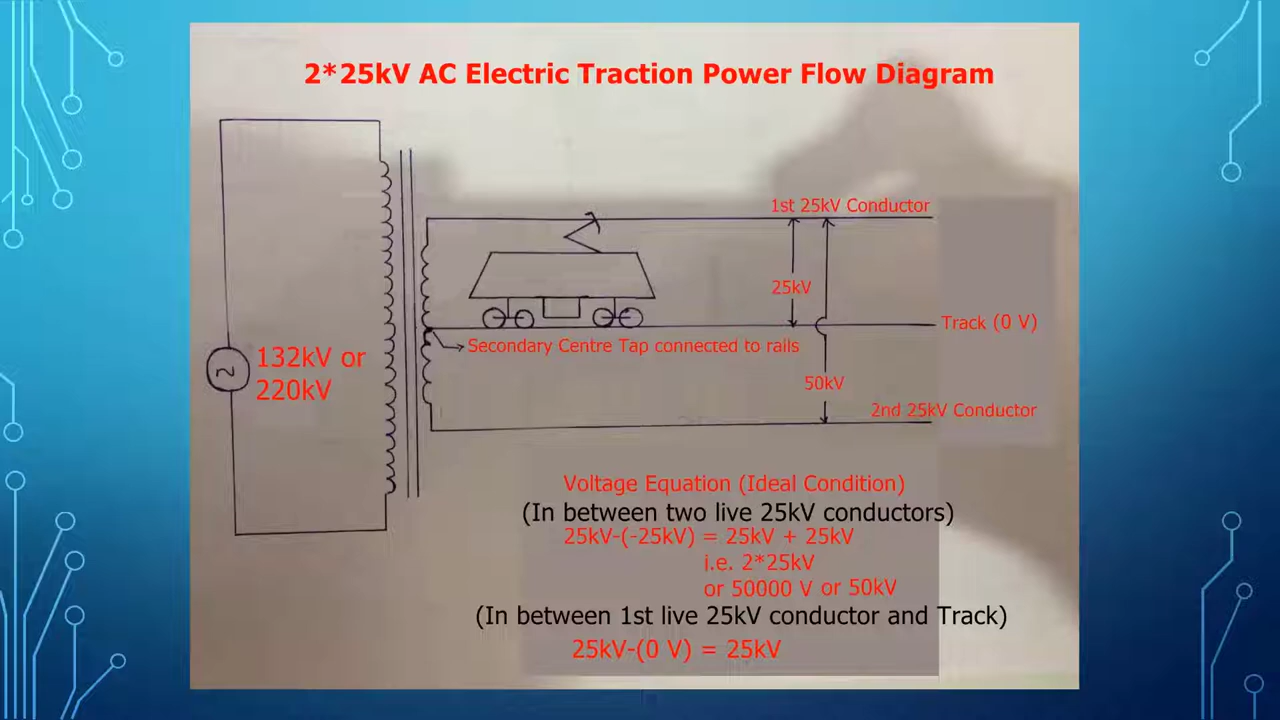 2*25kV AC Electric Traction Power Flow Diagram
1st 25kV Conductor
25kV
Track (0 V)
Secondary Centre Tap connected to rails
132kV or
220kV
50kV
2nd 25kV Conductor
Voltage Equation (Ideal Condition)
(In between two live 25kV conductors)
25kV-(-25kV) = 25kV + 25kV
i.e. 2*25kV
or 50000 V or 50kV
(In between 1st live 25kV conductor and Track)
25kV-(0 V) = 25kV